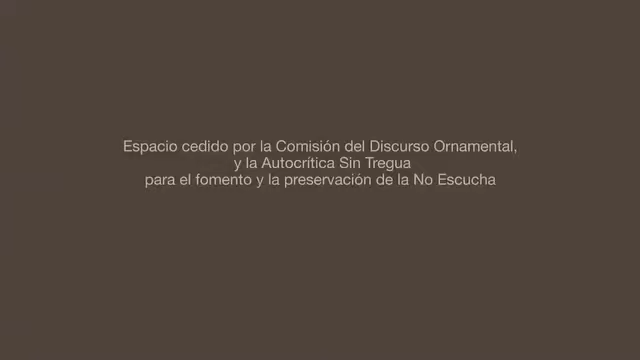 Espacio cedido por la Comisión del Discurso Ornamental,
y la Autocrítica Sin Tregua
para el fomento y la preservación de la No Escucha